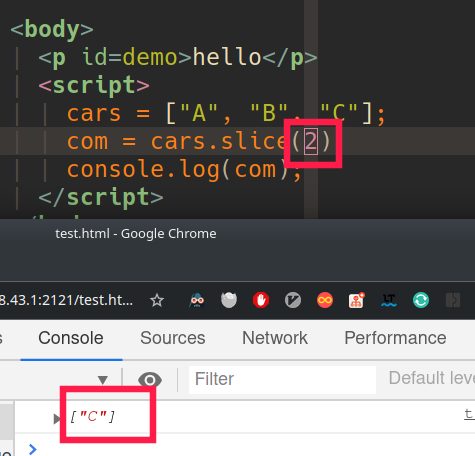 <body>
<p id=demo>hello</p>
<script>
cars = ["A", "B", "C"];
com = cars.slice(2)
console.log(com);
</script>
test.html - Google Chrome
8.43.1:2121/test.ht...
Console Sources Network Performance
Filter Default leve
["C"]